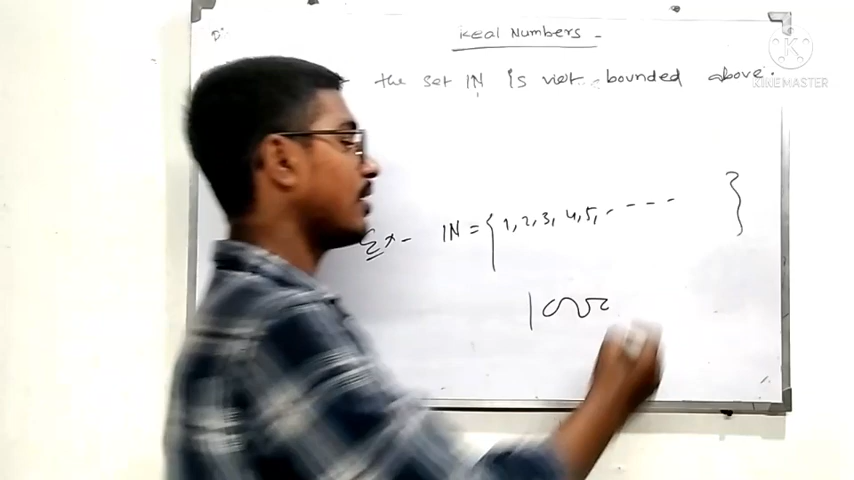 Real Numbers -
the set IN is not bounded above.
Ex- IN = { 1, 2, 3, 4, 5, - - - - }
KINEMASTER